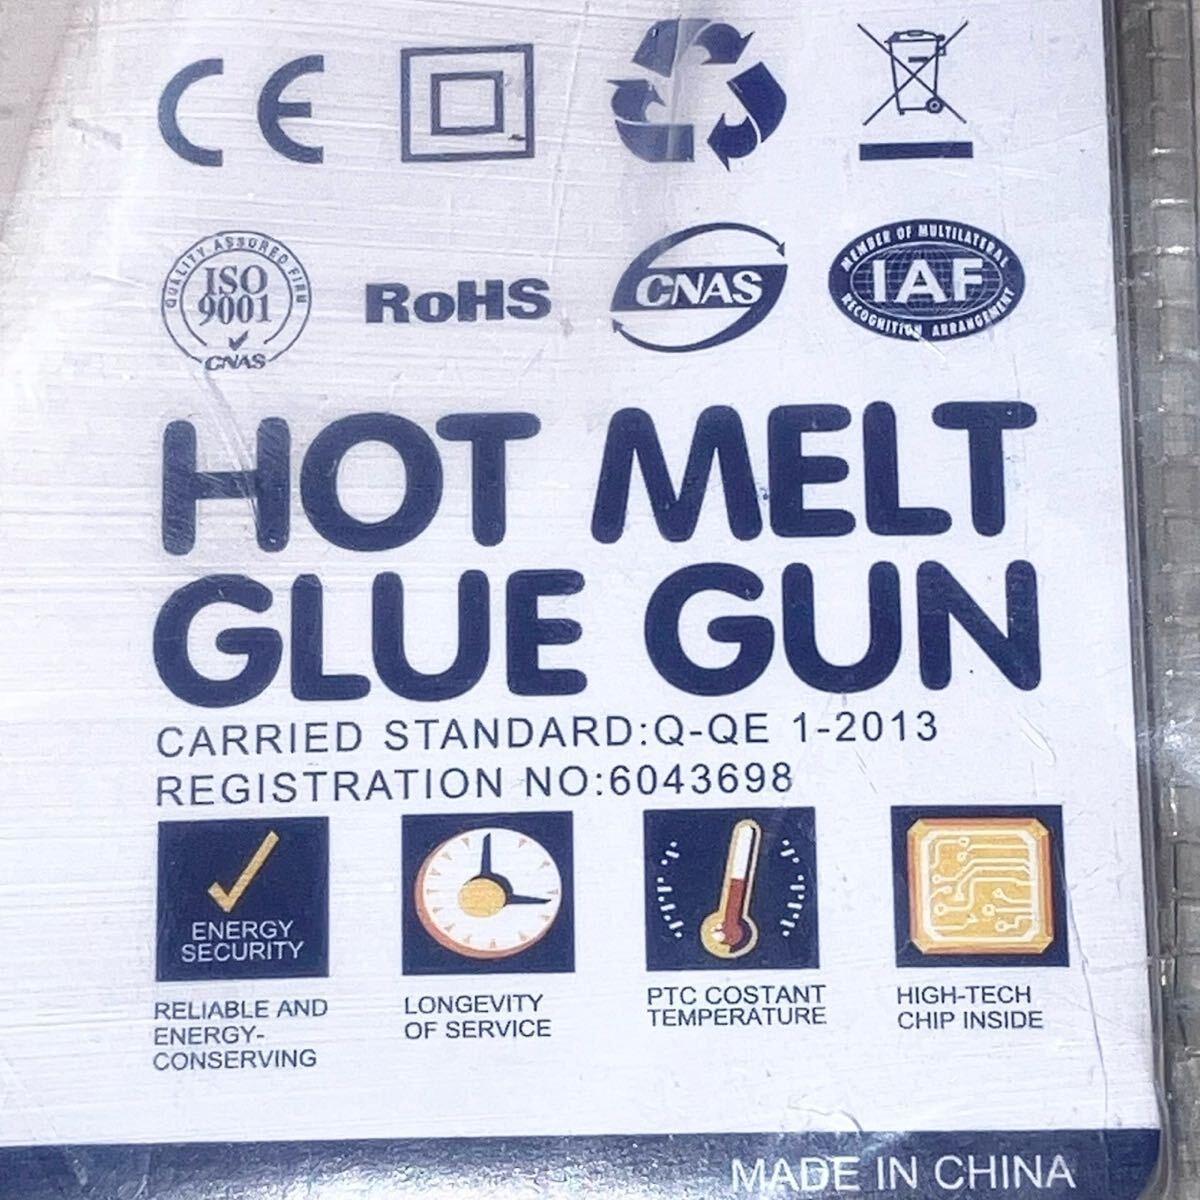 CE
QUALITY ASSORED FIRU
ISO
9001
CNAS
RoHS
CNAS
MEMBER OF MULTILATERAL
IAF
RECOGNITION ARRANGEMENT
HOT MELT
GLUE GUN
CARRIED STANDARD:Q-QE 1-2013
REGISTRATION NO:6043698
ENERGY
SECURITY
RELIABLE AND
ENERGY-
CONSERVING
LONGEVITY
OF SERVICE
PTC COSTANT
TEMPERATURE
HIGH-TECH
CHIP INSIDE
MADE IN CHINA